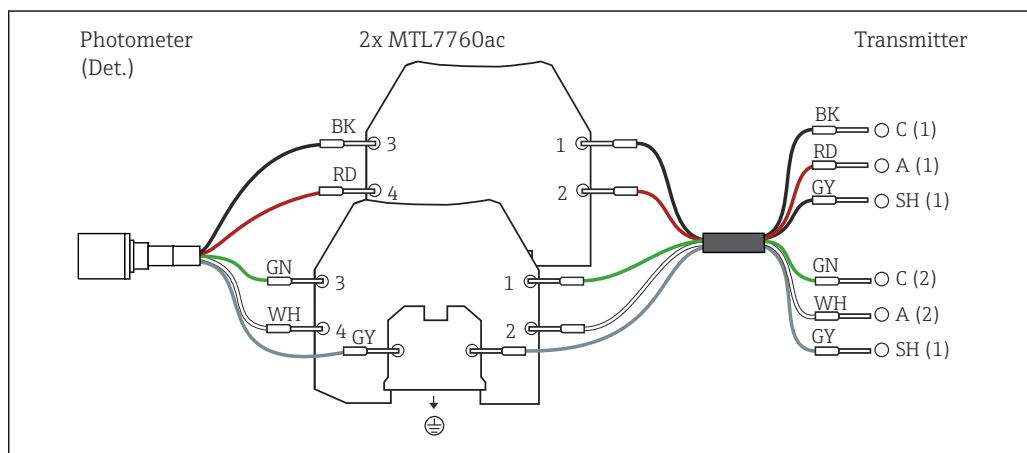 Photometer
(Det.)
2x MTL7760ac
Transmitter
BK
3
RD
4
1
2
GN
3
WH
4
GY
1
2
BK
C (1)
RD
A (1)
GY
SH (1)
GN
C (2)
WH
A (2)
GY
SH (1)